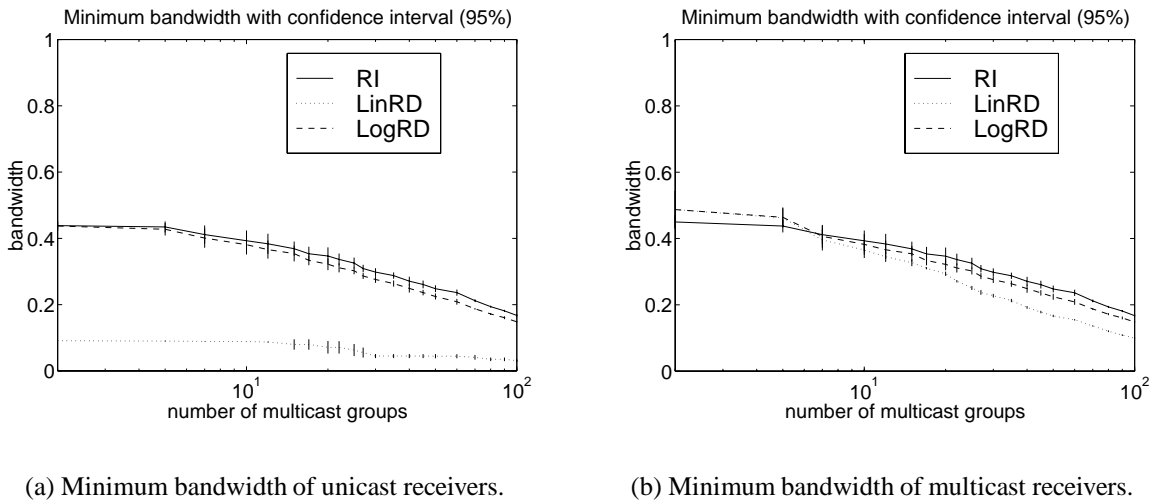 Minimum bandwidth with confidence interval (95%)
1
0.8
0.6
0.4
0.2
0
bandwidth
RI
LinRD
LogRD
10^1
10^2
number of multicast groups
(a) Minimum bandwidth of unicast receivers.
Minimum bandwidth with confidence interval (95%)
1
0.8
0.6
0.4
0.2
0
bandwidth
RI
LinRD
LogRD
10^1
10^2
number of multicast groups
(b) Minimum bandwidth of multicast receivers.